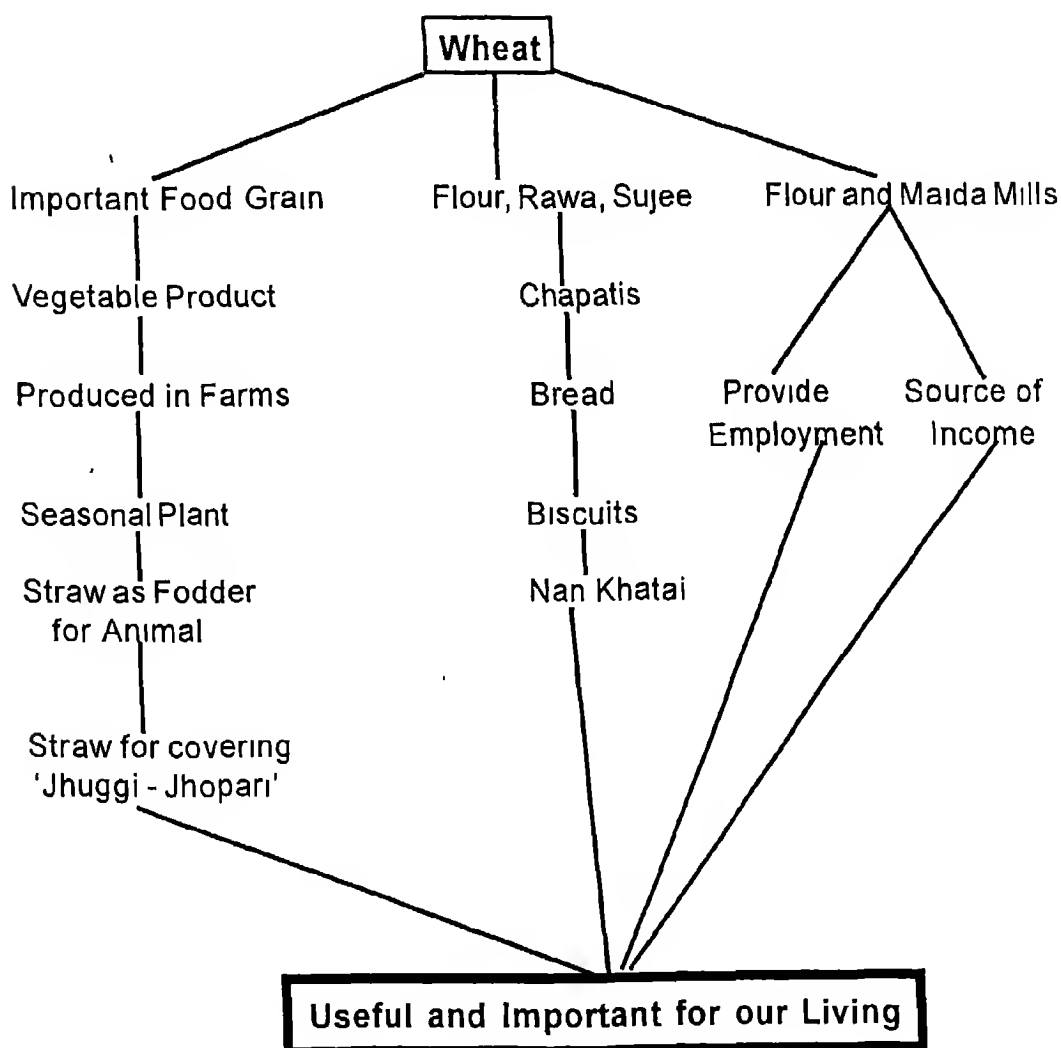 Wheat
Important Food Grain
Flour, Rawa, Sujee
Flour and Maida Mills
Vegetable Product
Chapatis
Produced in Farms
Bread
Provide
Employment
Source of
Income
Seasonal Plant
Biscuits
Straw as Fodder
for Animal
Nan Khatai
Straw for covering
'Jhuggi - Jhopari'
Useful and Important for our Living